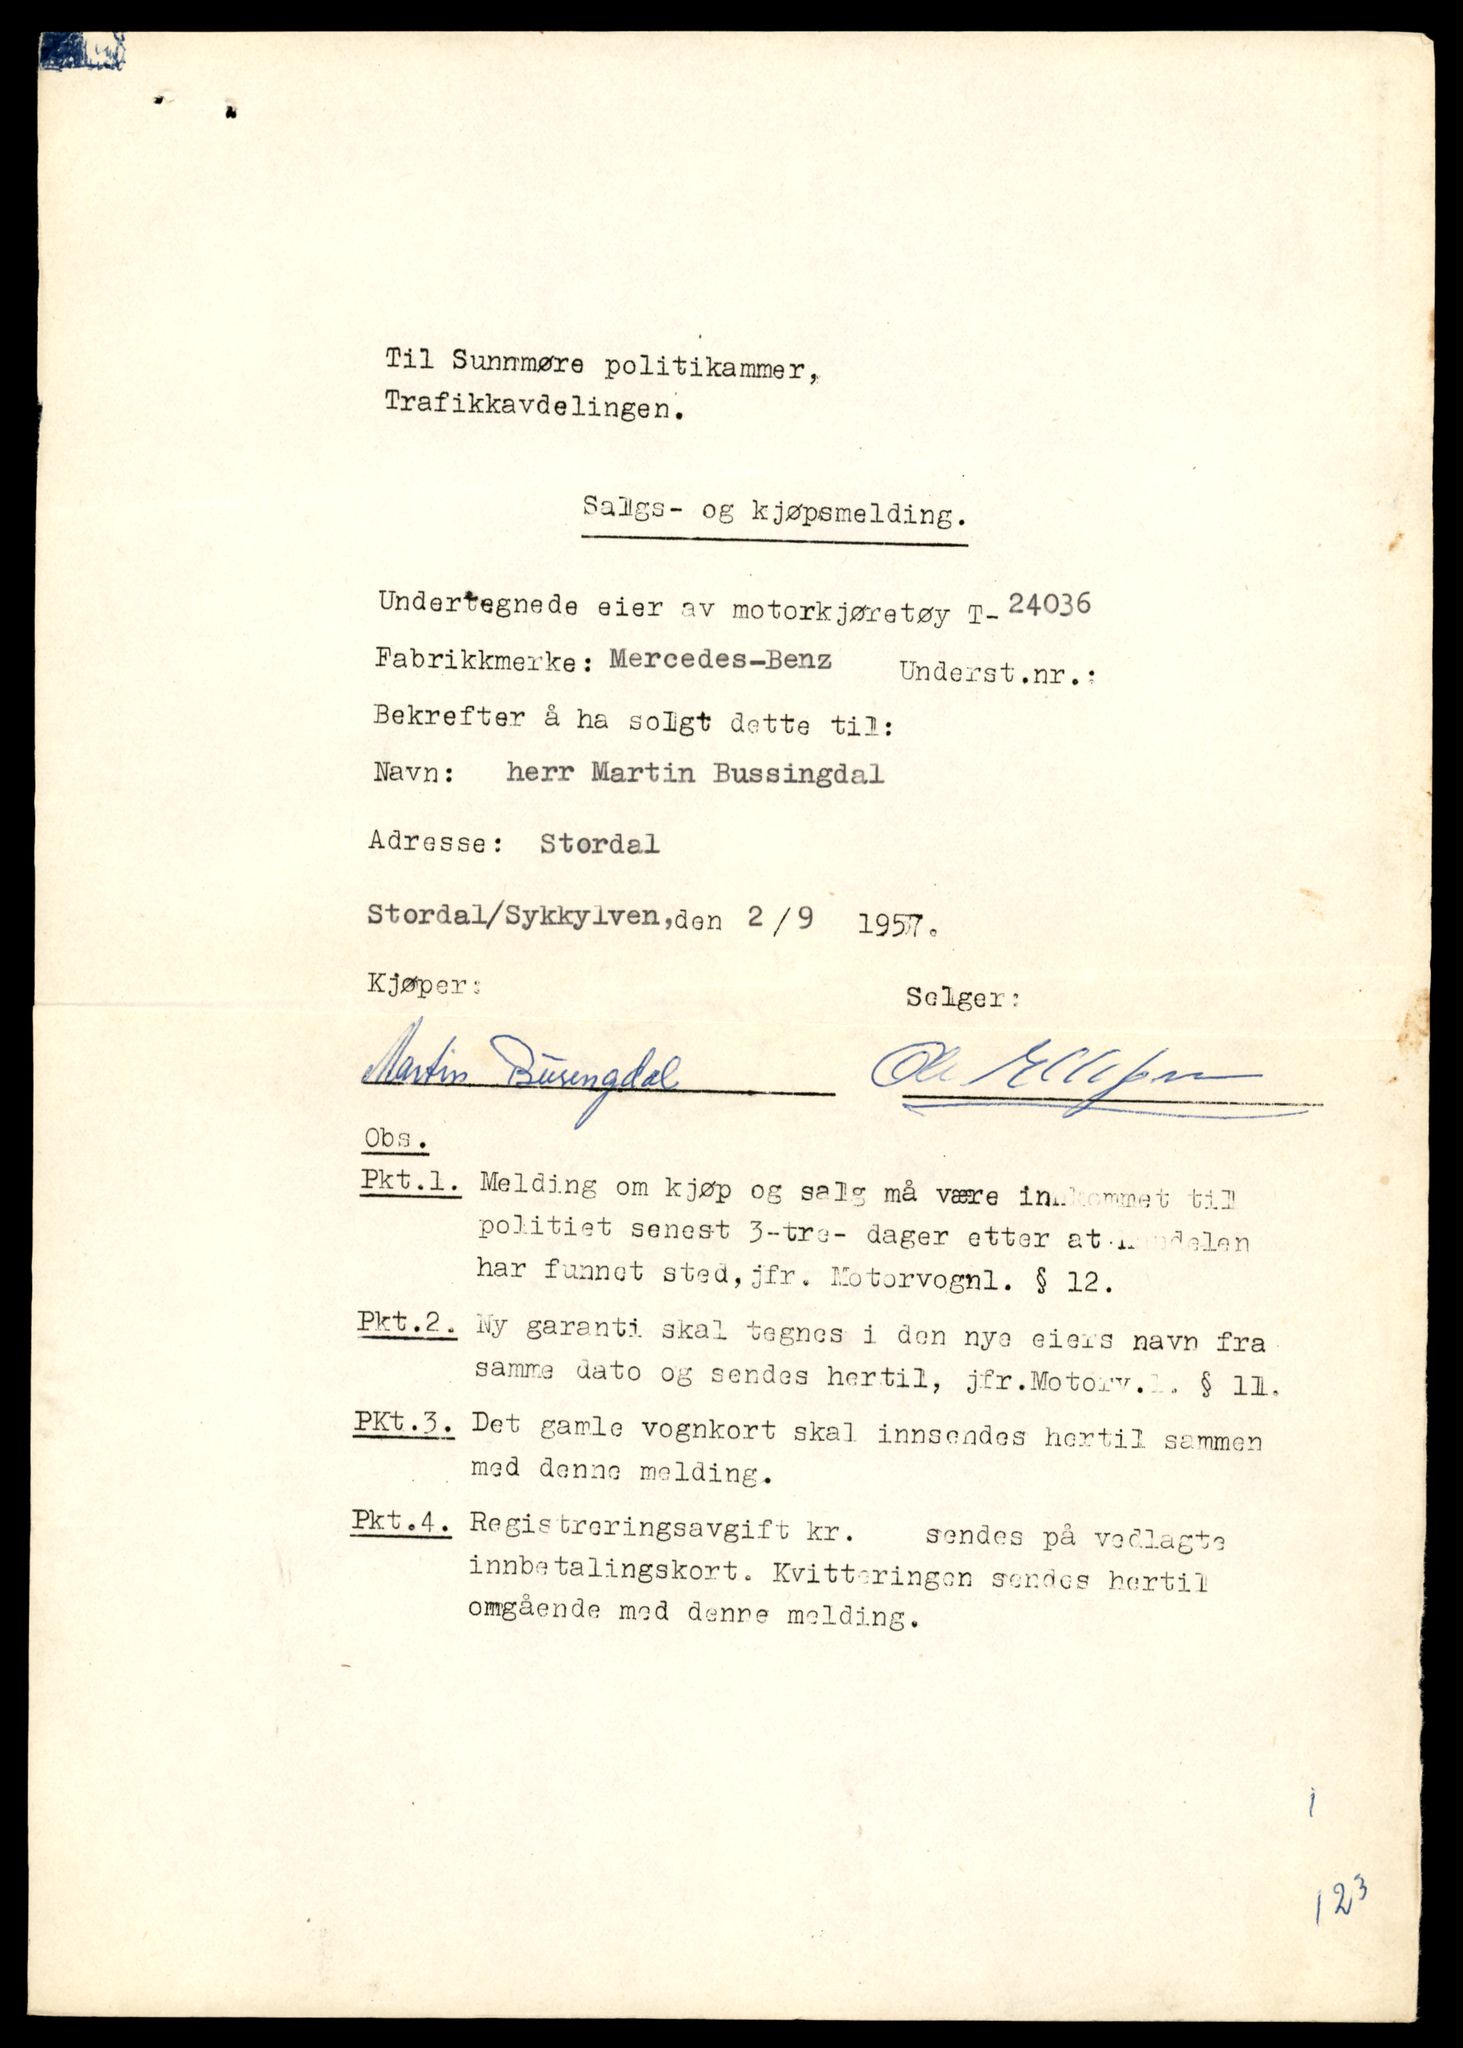 Til Sunnmøre politikammer,
Trafikkavdelingen.
Salgs- og kjøpsmelding.
Undertegnede eier av motorkjøretøy T- 24036
Fabrikkmerke: Mercedes-Benz Underst.nr.:
Bekrefter å ha solgt dette til:
Navn: herr Martin Bussingdal
Adresse: Stordal
Stordal/Sykkylven, den 2/9 1957.
Kjøper: Selger:
Martin Busengdal Ole
Obs.
Pkt.1. Melding om kjøp og salg må være innkommet til
politiet senest 3-tre- dager etter at handelen
har funnet sted, jfr. Motorvognl. § 12.
Pkt.2. Ny garanti skal tegnes i den nye eiers navn fra
samme dato og sendes hertil, jfr.Motorv.l. § 11.
PKt.3. Det gamle vognkort skal innsendes hertil sammen
med denne melding.
Pkt.4. Registreringsavgift kr. sendes på vedlagte
innbetalingskort. Kvitteringen sendes hertil
omgående med denne melding.
1
123